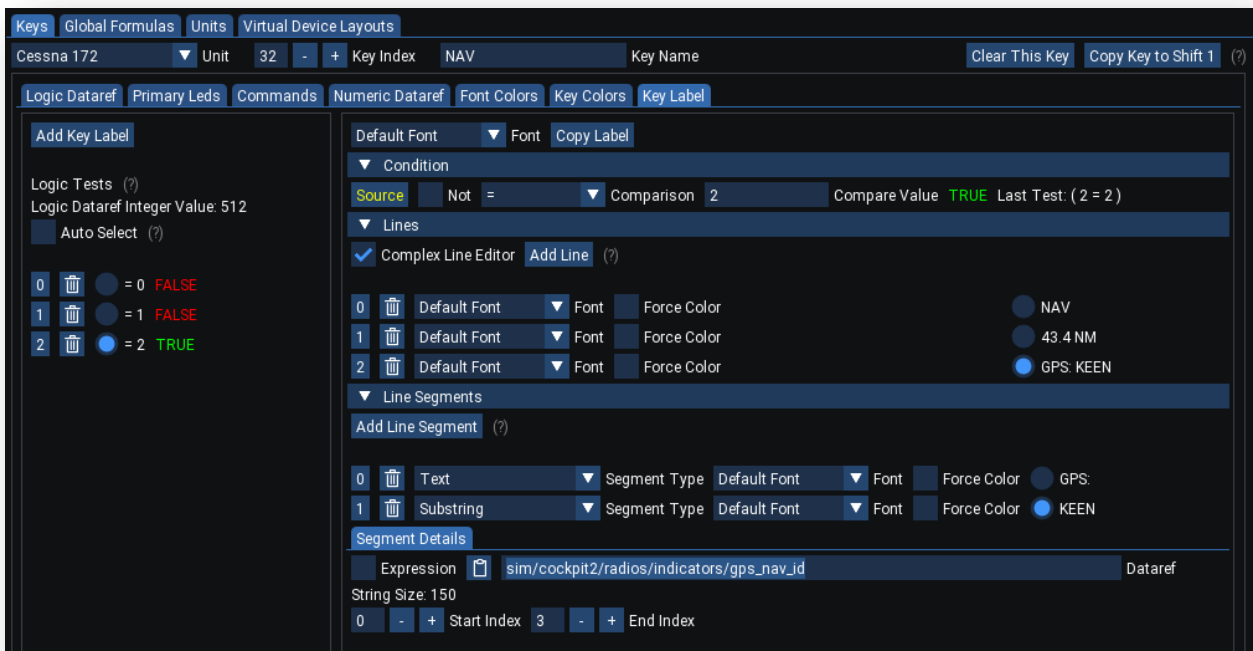 Keys Global Formulas Units Virtual Device Layouts
Cessna 172 Unit 32 - + Key Index NAV Key Name Clear This Key Copy Key to Shift 1 (?)
Logic Dataref Primary Leds Commands Numeric Dataref Font Colors Key Colors Key Label
Add Key Label
Logic Tests (?)
Logic Dataref Integer Value: 512
Auto Select (?)
0 = 0 FALSE
1 = 1 FALSE
2 = 2 TRUE
Default Font Font Copy Label
Condition
Source Not = Comparison 2 Compare Value TRUE Last Test: ( 2 = 2 )
Lines
Complex Line Editor Add Line (?)
0 Default Font Font Force Color NAV
1 Default Font Font Force Color 43.4 NM
2 Default Font Font Force Color GPS: KEEN
Line Segments
Add Line Segment (?)
0 Text Segment Type Default Font Font Force Color GPS:
1 Substring Segment Type Default Font Font Force Color KEEN
Segment Details
Expression sim/cockpit2/radios/indicators/gps_nav_id Dataref
String Size: 150
0 - + Start Index 3 - + End Index